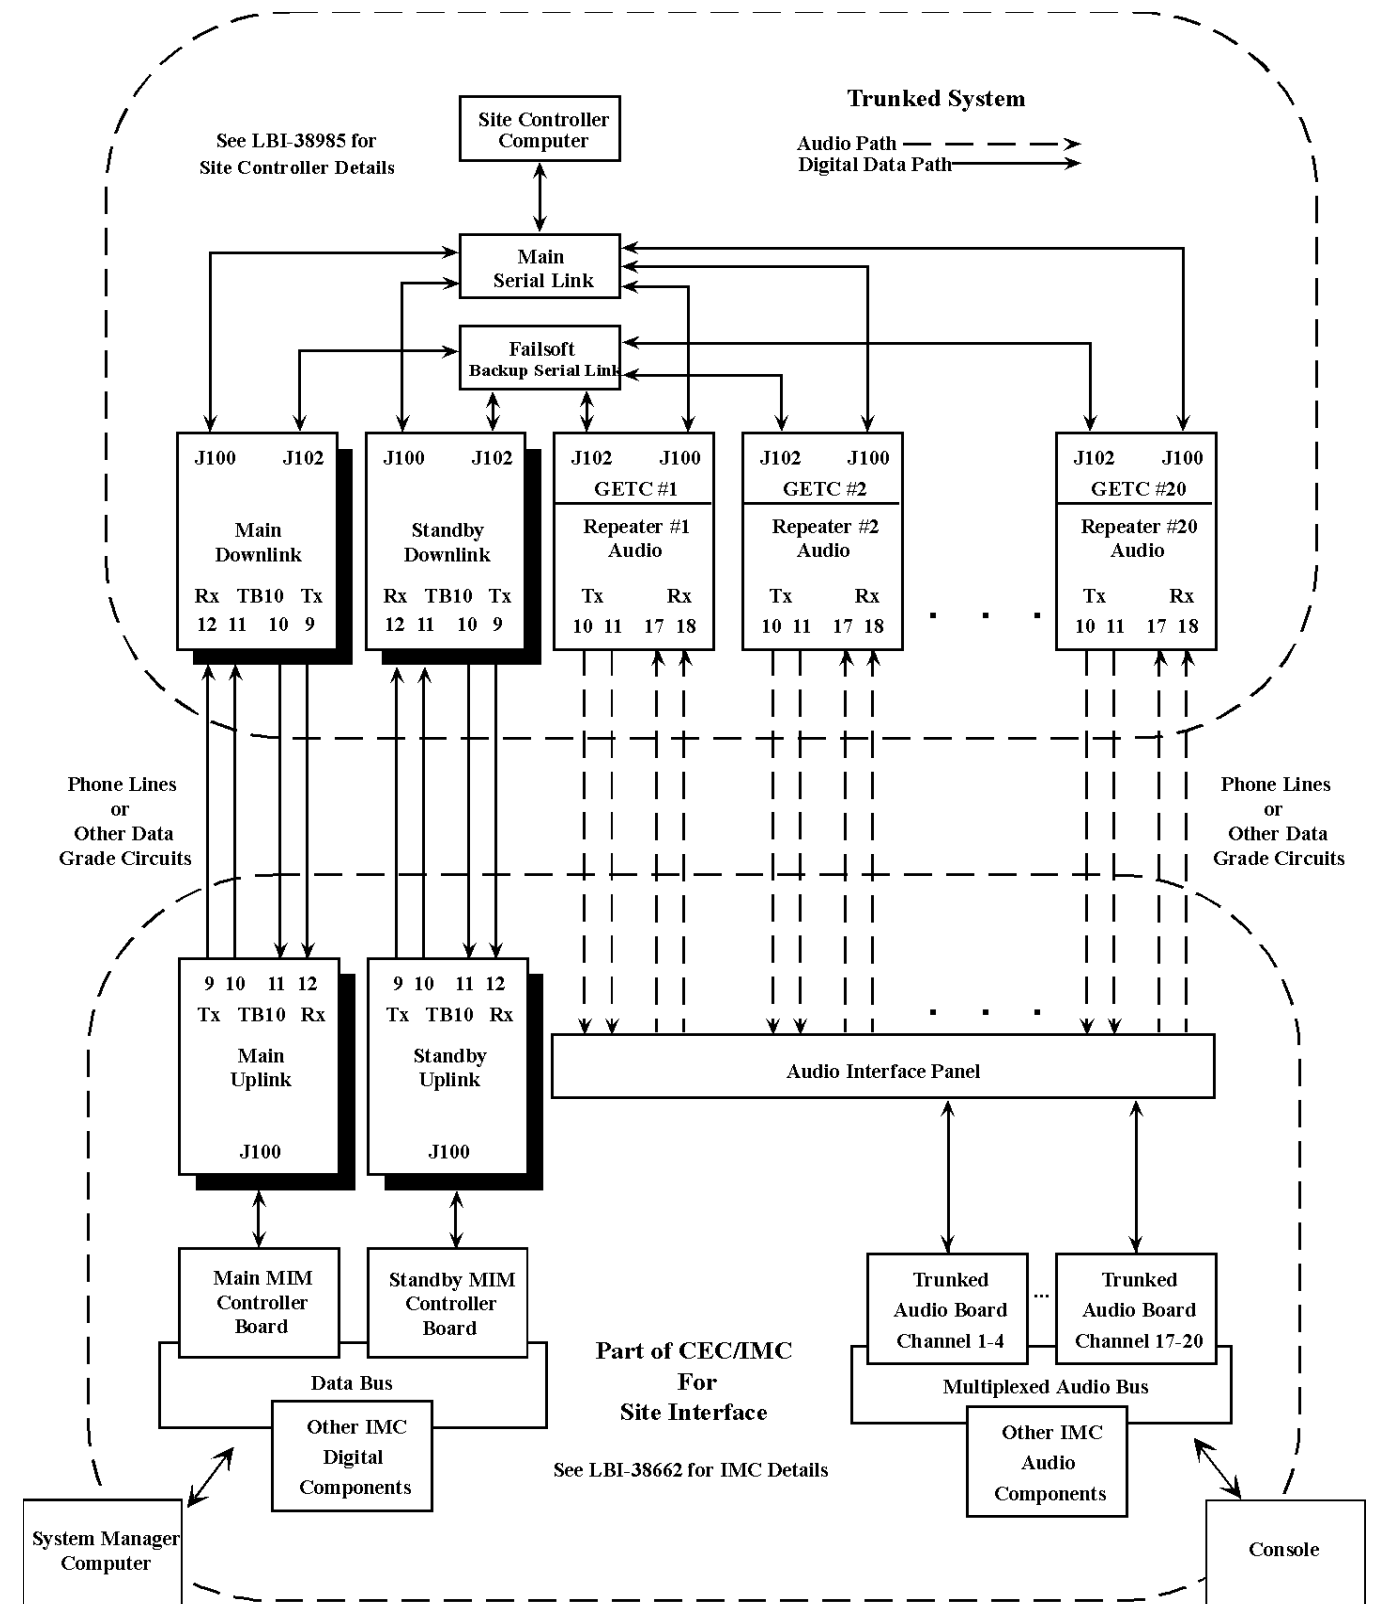 Trunked System
Audio Path
Digital Data Path
See LBI-38985 for
Site Controller Details
Site Controller
Computer
Main
Serial Link
Failsoft
Backup Serial Link
J100 J102
Main
Downlink
Rx TB10 Tx
12 11 10 9
J100 J102
Standby
Downlink
Rx TB10 Tx
12 11 10 9
J102 J100
GETC #1
Repeater #1
Audio
Tx Rx
10 11 17 18
J102 J100
GETC #2
Repeater #2
Audio
Tx Rx
10 11 17 18
. . .
J102 J100
GETC #20
Repeater #20
Audio
Tx Rx
10 11 17 18
Phone Lines
or
Other Data
Grade Circuits
Phone Lines
or
Other Data
Grade Circuits
9 10 11 12
Tx TB10 Rx
Main
Uplink
J100
9 10 11 12
Tx TB10 Rx
Standby
Uplink
J100
. . .
Audio Interface Panel
Main MIM
Controller
Board
Standby MIM
Controller
Board
Data Bus
Other IMC
Digital
Components
Part of CEC/IMC
For
Site Interface
See LBI-38662 for IMC Details
Trunked
Audio Board
Channel 1-4
...
Trunked
Audio Board
Channel 17-20
Multiplexed Audio Bus
Other IMC
Audio
Components
System Manager
Computer
Console